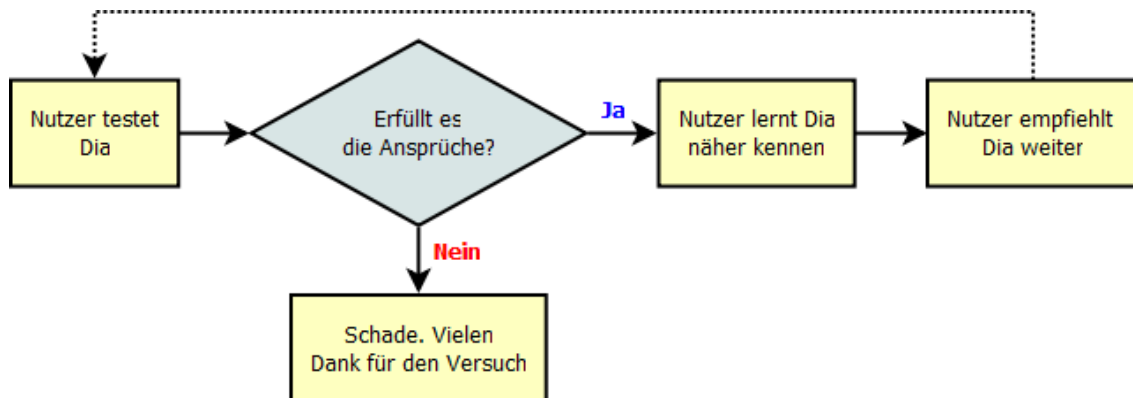 Nutzer testet
Dia
Erfüllt es
die Ansprüche?
Ja
Nutzer lernt Dia
näher kennen
Nutzer empfiehlt
Dia weiter
Nein
Schade. Vielen
Dank für den Versuch